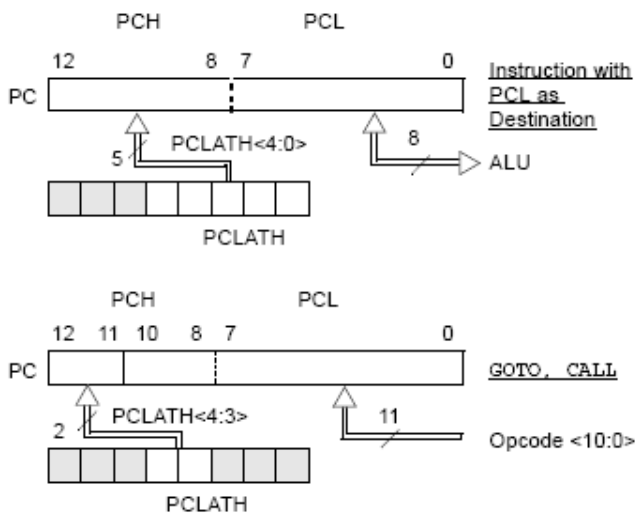 PCH PCL
12 8 7 0
PC
Instruction with
PCL as
Destination
5
PCLATH<4:0>
8
ALU
PCLATH
PCH PCL
12 11 10 8 7 0
PC
GOTO, CALL
2
PCLATH<4:3>
11
Opcode <10:0>
PCLATH